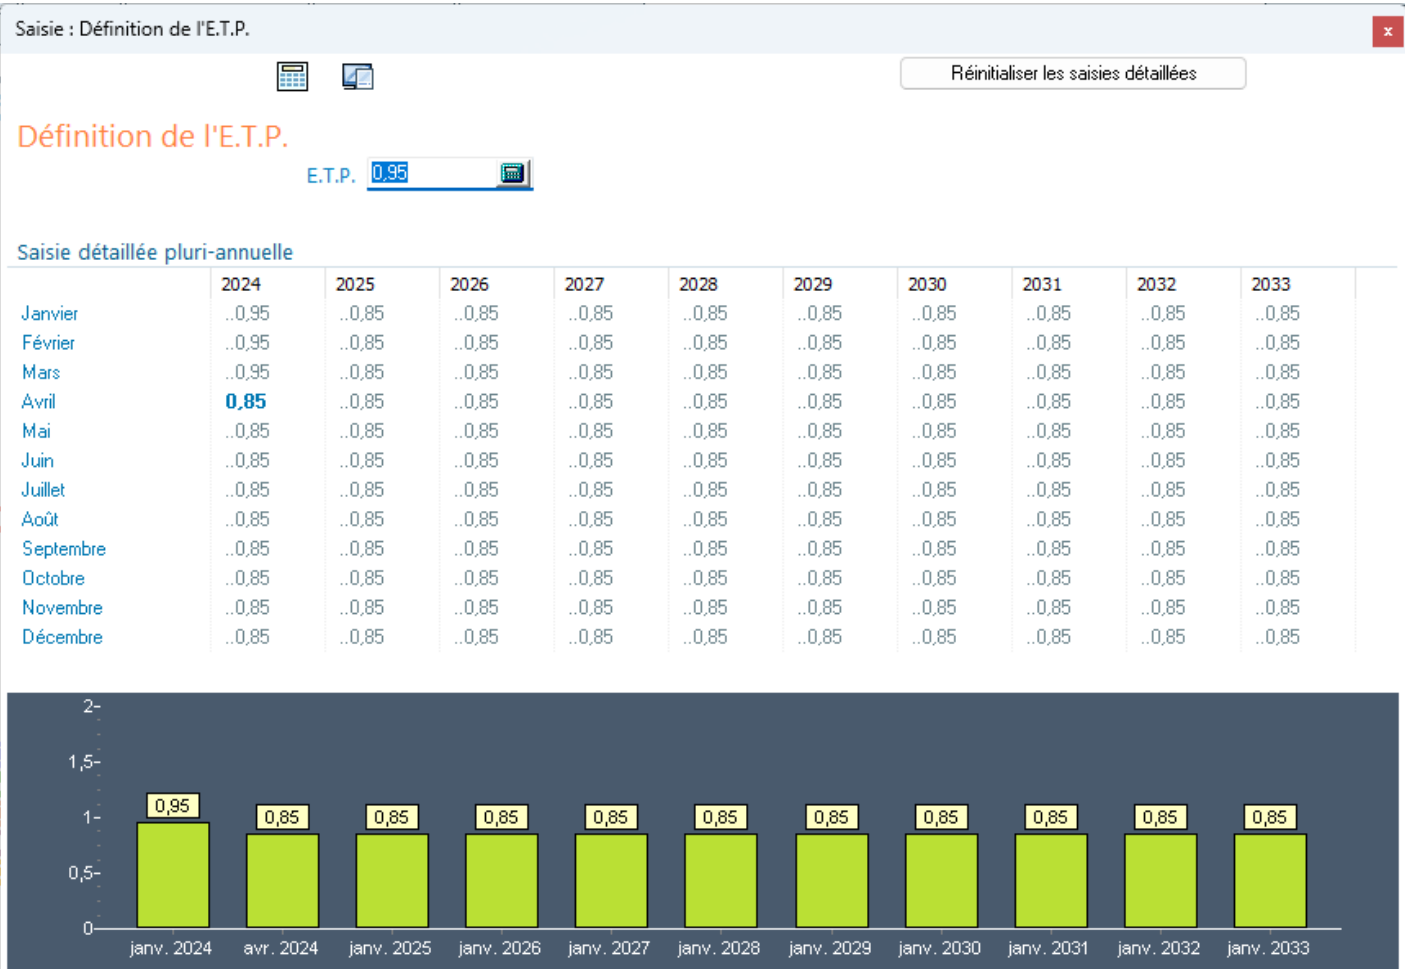 Saisie : Définition de l'E.T.P.
x
Réinitialiser les saisies détaillées
Définition de l'E.T.P.
E.T.P. 0,95
Saisie détaillée pluri-annuelle
2024 2025 2026 2027 2028 2029 2030 2031 2032 2033
Janvier ..0,95 ..0,85 ..0,85 ..0,85 ..0,85 ..0,85 ..0,85 ..0,85 ..0,85 ..0,85
Février ..0,95 ..0,85 ..0,85 ..0,85 ..0,85 ..0,85 ..0,85 ..0,85 ..0,85 ..0,85
Mars ..0,95 ..0,85 ..0,85 ..0,85 ..0,85 ..0,85 ..0,85 ..0,85 ..0,85 ..0,85
Avril 0,85 ..0,85 ..0,85 ..0,85 ..0,85 ..0,85 ..0,85 ..0,85 ..0,85 ..0,85
Mai ..0,85 ..0,85 ..0,85 ..0,85 ..0,85 ..0,85 ..0,85 ..0,85 ..0,85 ..0,85
Juin ..0,85 ..0,85 ..0,85 ..0,85 ..0,85 ..0,85 ..0,85 ..0,85 ..0,85 ..0,85
Juillet ..0,85 ..0,85 ..0,85 ..0,85 ..0,85 ..0,85 ..0,85 ..0,85 ..0,85 ..0,85
Août ..0,85 ..0,85 ..0,85 ..0,85 ..0,85 ..0,85 ..0,85 ..0,85 ..0,85 ..0,85
Septembre ..0,85 ..0,85 ..0,85 ..0,85 ..0,85 ..0,85 ..0,85 ..0,85 ..0,85 ..0,85
Octobre ..0,85 ..0,85 ..0,85 ..0,85 ..0,85 ..0,85 ..0,85 ..0,85 ..0,85 ..0,85
Novembre ..0,85 ..0,85 ..0,85 ..0,85 ..0,85 ..0,85 ..0,85 ..0,85 ..0,85 ..0,85
Décembre ..0,85 ..0,85 ..0,85 ..0,85 ..0,85 ..0,85 ..0,85 ..0,85 ..0,85 ..0,85
2
1,5
1
0,5
0
0,95 0,85 0,85 0,85 0,85 0,85 0,85 0,85 0,85 0,85 0,85
janv. 2024 avr. 2024 janv. 2025 janv. 2026 janv. 2027 janv. 2028 janv. 2029 janv. 2030 janv. 2031 janv. 2032 janv. 2033